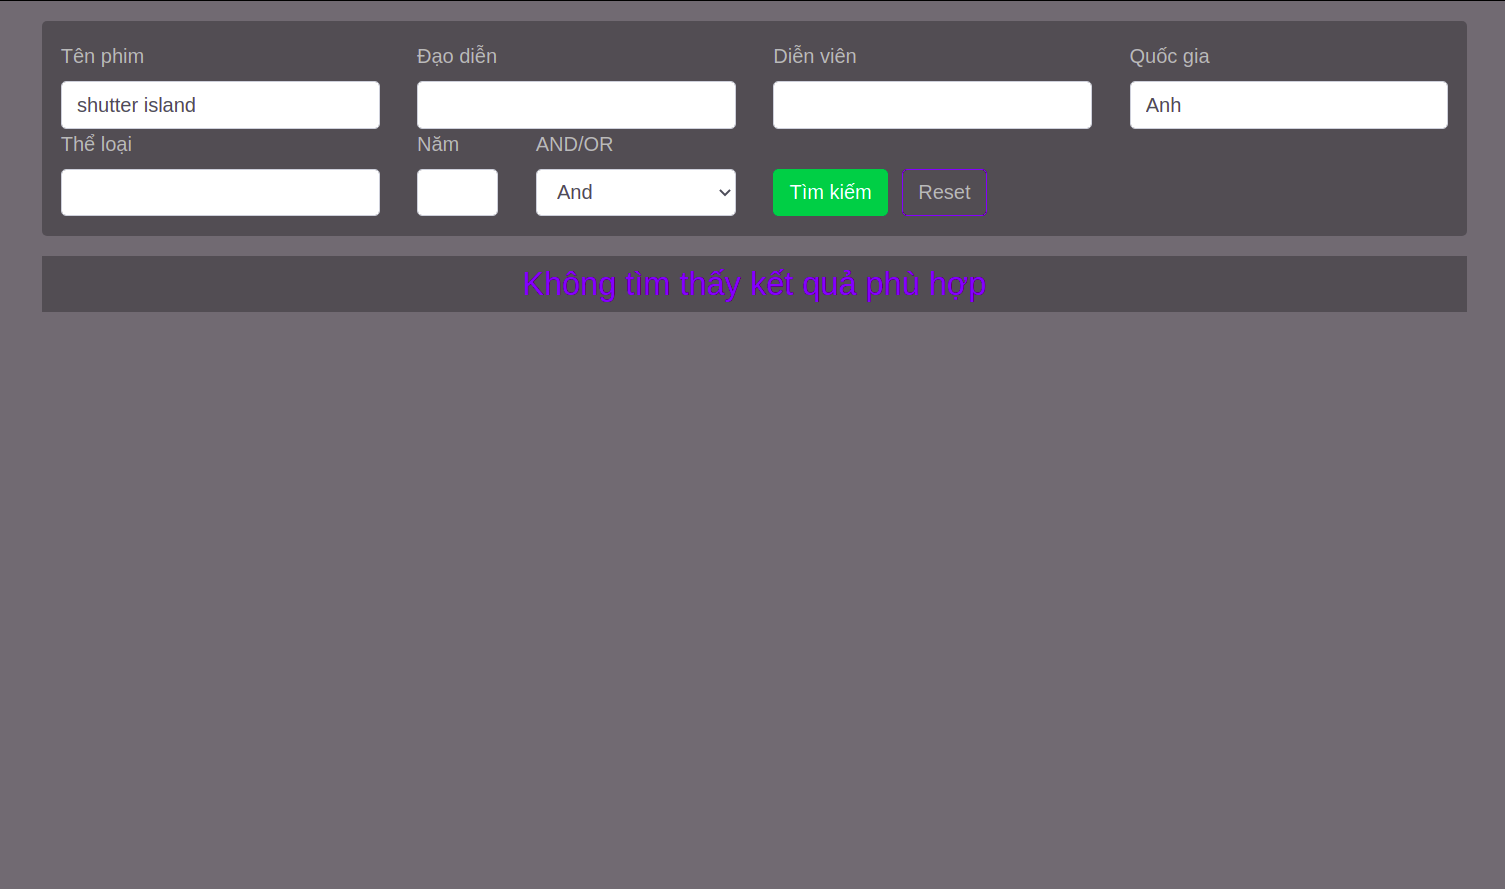 Tên phim Đạo diễn Diễn viên Quốc gia
shutter island Anh
Thể loại Năm AND/OR
And Tìm kiếm Reset
Không tìm thấy kết quả phù hợp